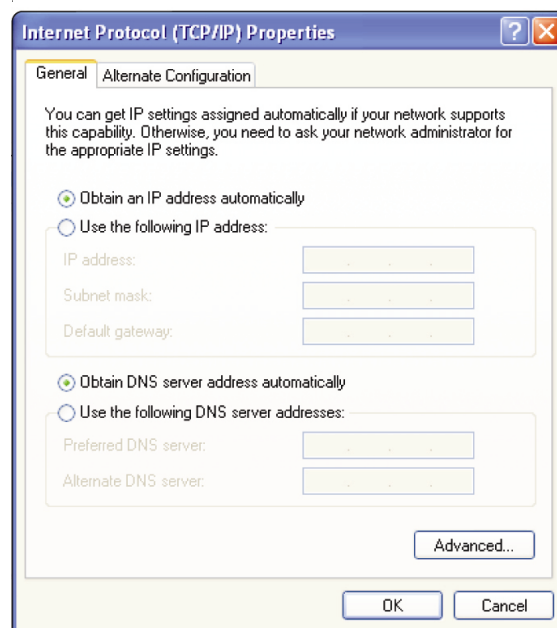 Internet Protocol (TCP/IP) Properties
General
Alternate Configuration
You can get IP settings assigned automatically if your network supports
this capability. Otherwise, you need to ask your network administrator for
the appropriate IP settings.
Obtain an IP address automatically
Use the following IP address:
IP address:
Subnet mask:
Default gateway:
Obtain DNS server address automatically
Use the following DNS server addresses:
Preferred DNS server:
Alternate DNS server:
Advanced...
OK
Cancel